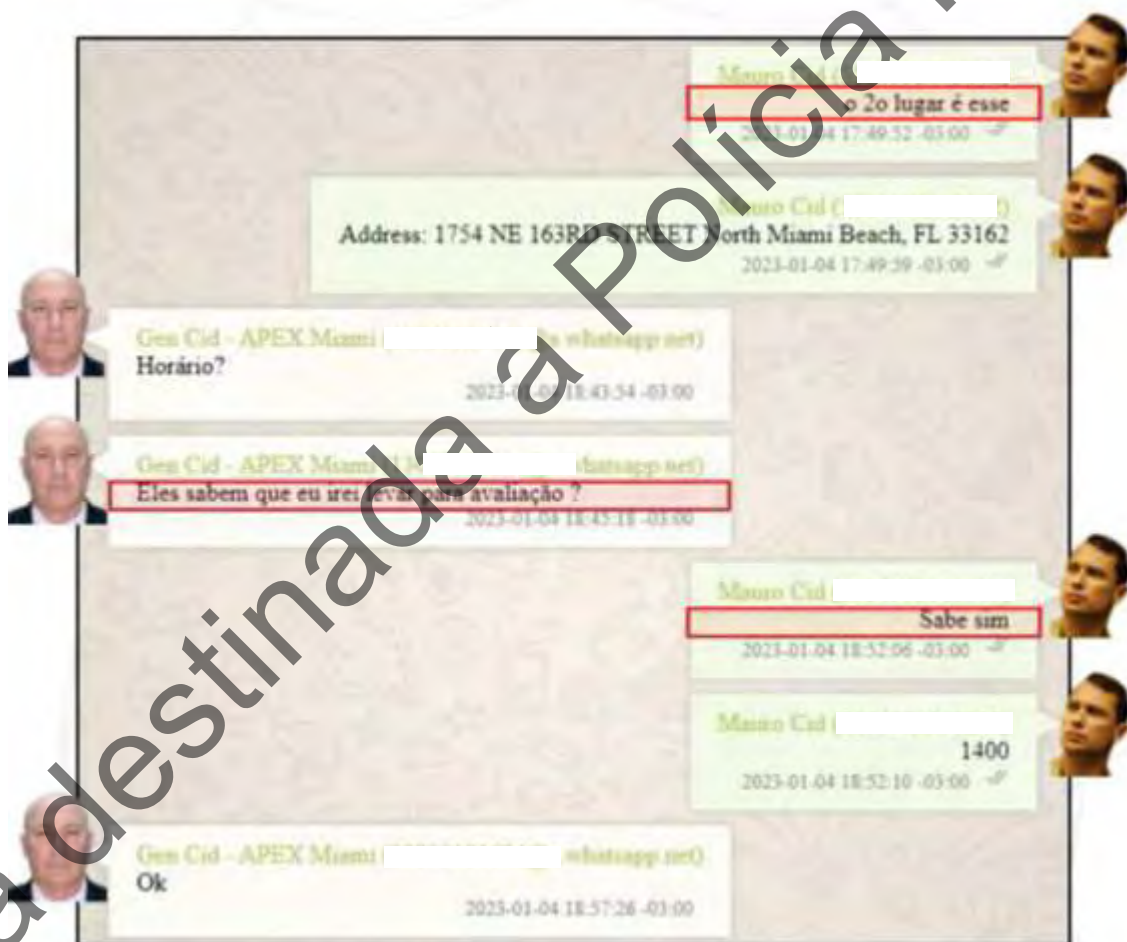 Mauro Cid (
o 2o lugar é esse
2023-01-04 17:49:52 -03:00
Mauro Cid (
Address: 1754 NE 163RD STREET North Miami Beach, FL 33162
2023-01-04 17:49:59 -03:00
Gen Cid - APEX Miami (
whatsapp.net)
Horário?
2023-01-04 18:43:54 -03:00
Gen Cid - APEX Miami
whatsapp.net)
Eles sabem que eu irei levar para avaliação ?
2023-01-04 18:45:18 -03:00
Mauro Cid (
Sabe sim
2023-01-04 18:52:06 -03:00
Mauro Cid (
1400
2023-01-04 18:52:10 -03:00
Gen Cid - APEX Miami (
whatsapp.net)
Ok
2023-01-04 18:57:26 -03:00
a destinada a Polícia